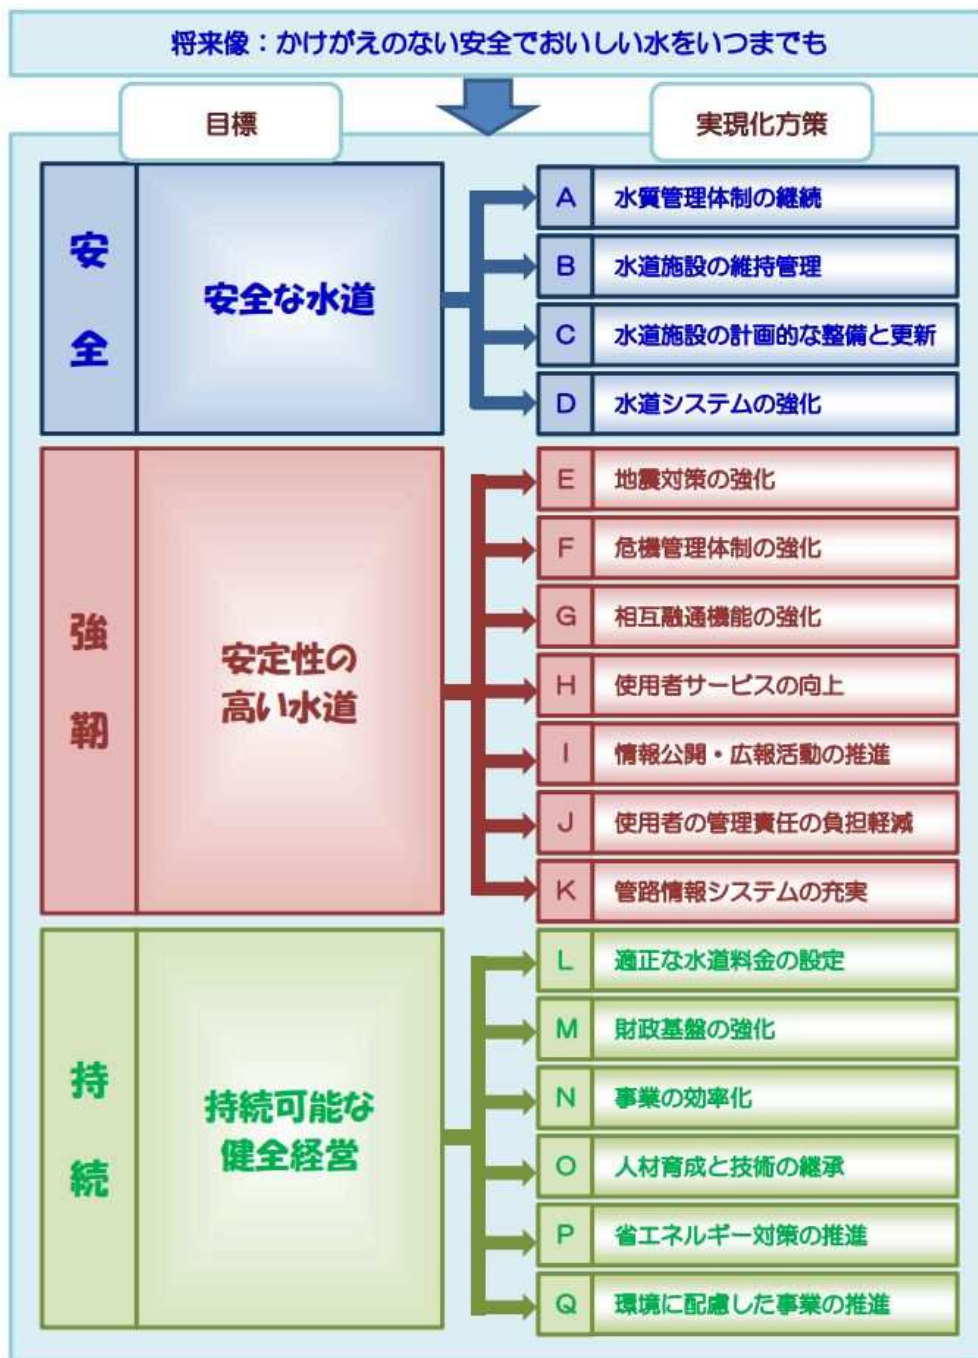 将来像：かけがえのない安全でおいしい水をいつまでも
目標
実現化方策
安全
安全な水道
A 水質管理体制の継続
B 水道施設の維持管理
C 水道施設の計画的な整備と更新
D 水道システムの強化
強靭
安定性の
高い水道
E 地震対策の強化
F 危機管理体制の強化
G 相互融通機能の強化
H 使用者サービスの向上
I 情報公開・広報活動の推進
J 使用者の管理責任の負担軽減
K 管路情報システムの充実
持続
持続可能な
健全経営
L 適正な水道料金の設定
M 財政基盤の強化
N 事業の効率化
O 人材育成と技術の継承
P 省エネルギー対策の推進
Q 環境に配慮した事業の推進